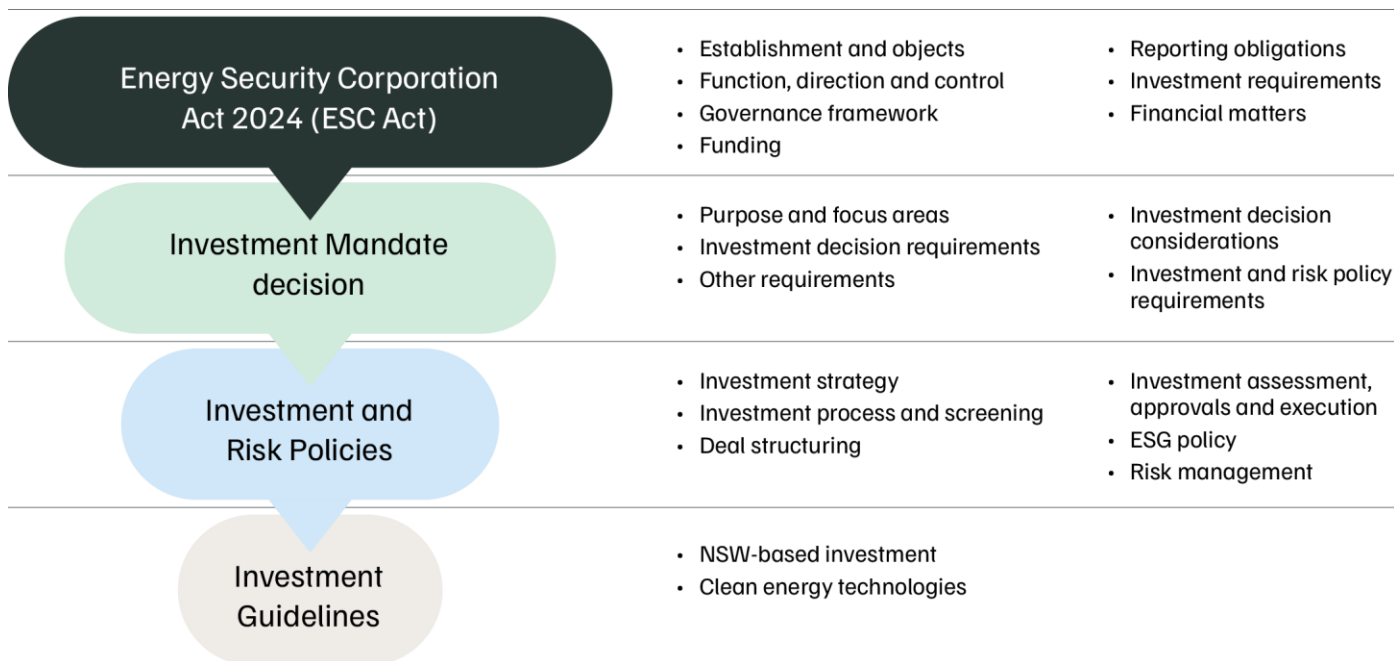 Energy Security Corporation
Act 2024 (ESC Act)
• Establishment and objects
• Function, direction and control
• Governance framework
• Funding
• Reporting obligations
• Investment requirements
• Financial matters
Investment Mandate
decision
• Purpose and focus areas
• Investment decision requirements
• Other requirements
• Investment decision
considerations
• Investment and risk policy
requirements
Investment and
Risk Policies
• Investment strategy
• Investment process and screening
• Deal structuring
• Investment assessment,
approvals and execution
• ESG policy
• Risk management
Investment
Guidelines
• NSW-based investment
• Clean energy technologies